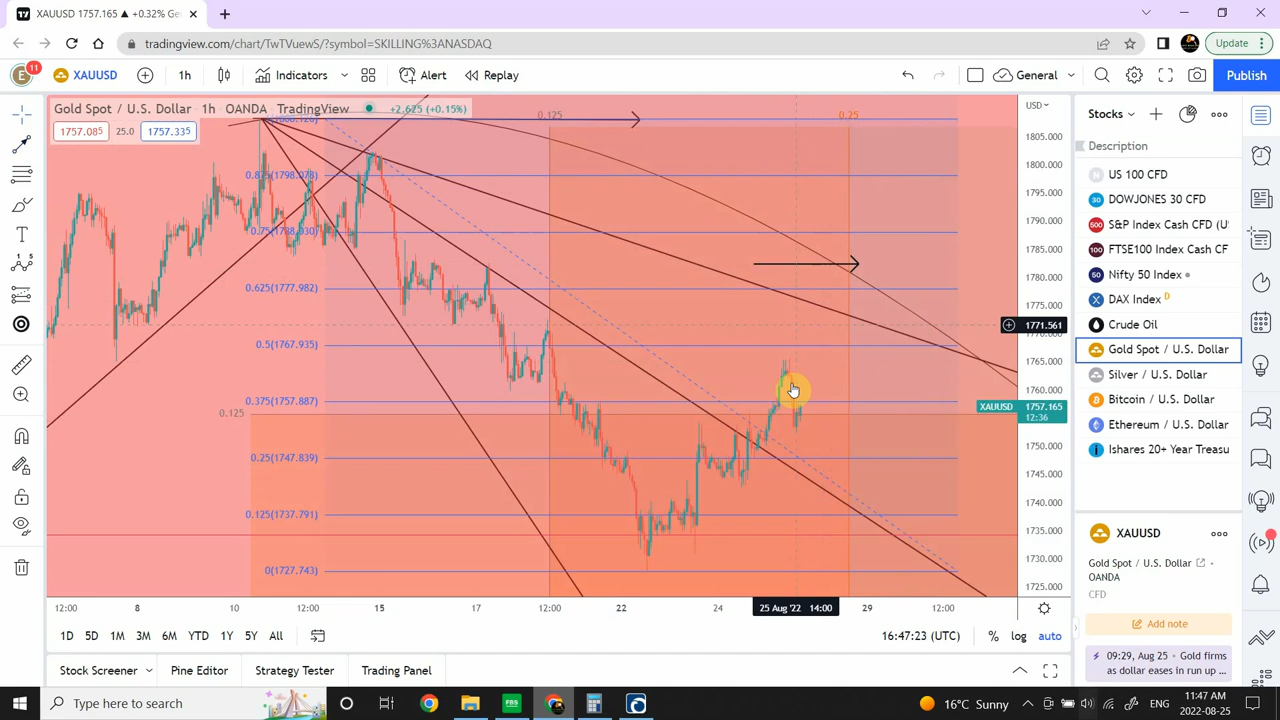 XAUUSD 1757.165 ▲ +0.32% Gen
tradingview.com/chart/TwTVuewS/?symbol=SKILLING%3ANASDAQ
Update
E 11 XAUUSD 1h Indicators Alert Replay General Publish
Gold Spot / U.S. Dollar · 1h · OANDA · TradingView +2.625 (+0.15%)
1757.085 25.0 1757.335
USD
0.125
0.25
1805.000
1800.000
0.875(1798.078)
1795.000
1790.000
0.75(1788.030)
1785.000
1780.000
0.625(1777.982)
1775.000
1771.561
0.5(1767.935)
1765.000
1760.000
0.375(1757.887)
0.125
XAUUSD 1757.165
12:36
1750.000
0.25(1747.839)
1745.000
1740.000
0.125(1737.791)
1735.000
1730.000
0(1727.743)
1725.000
12:00 8 10 12:00 15 17 12:00 22 24 25 Aug '22 14:00 29 12:00
1D 5D 1M 3M 6M YTD 1Y 5Y All 16:47:23 (UTC) % log auto
Stock Screener Pine Editor Strategy Tester Trading Panel
Stocks
Description
US 100 CFD
30 DOWJONES 30 CFD
500 S&P Index Cash CFD (U
100 FTSE100 Index Cash CF
50 Nifty 50 Index
DAX Index D
Crude Oil
Gold Spot / U.S. Dollar
Silver / U.S. Dollar
Bitcoin / U.S. Dollar
Ethereum / U.S. Dollar
Ishares 20+ Year Treasu
XAUUSD
Gold Spot / U.S. Dollar
OANDA
CFD
Add note
09:29, Aug 25 • Gold firms
as dollar eases in run up ...
Type here to search
FBS
16°C Sunny
ENG
11:47 AM
2022-08-25